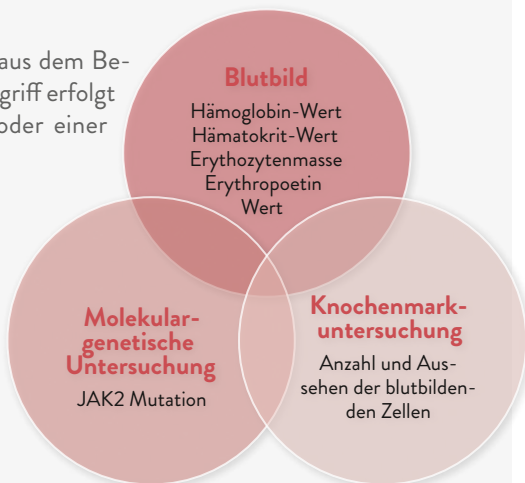 aus dem Be-
griff erfolgt
oder einer
Blutbild
Hämoglobin-Wert
Hämatokrit-Wert
Erythozytenmasse
Erythropoetin
Wert
Molekular-
genetische
Untersuchung
JAK2 Mutation
Knochenmark-
untersuchung
Anzahl und Aus-
sehen der blutbilden-
den Zellen